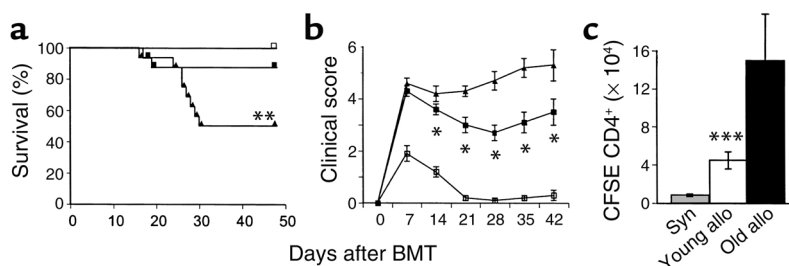 a
Survival (%)
100
80
60
40
20
0
**
0 10 20 30 40 50
b
Clinical score
6
4
2
0
* * * * *
0 7 14 21 28 35 42
Days after BMT
c
CFSE CD4⁺ (× 10⁴)
16
12
8
4
0
***
Syn
Young allo
Old allo